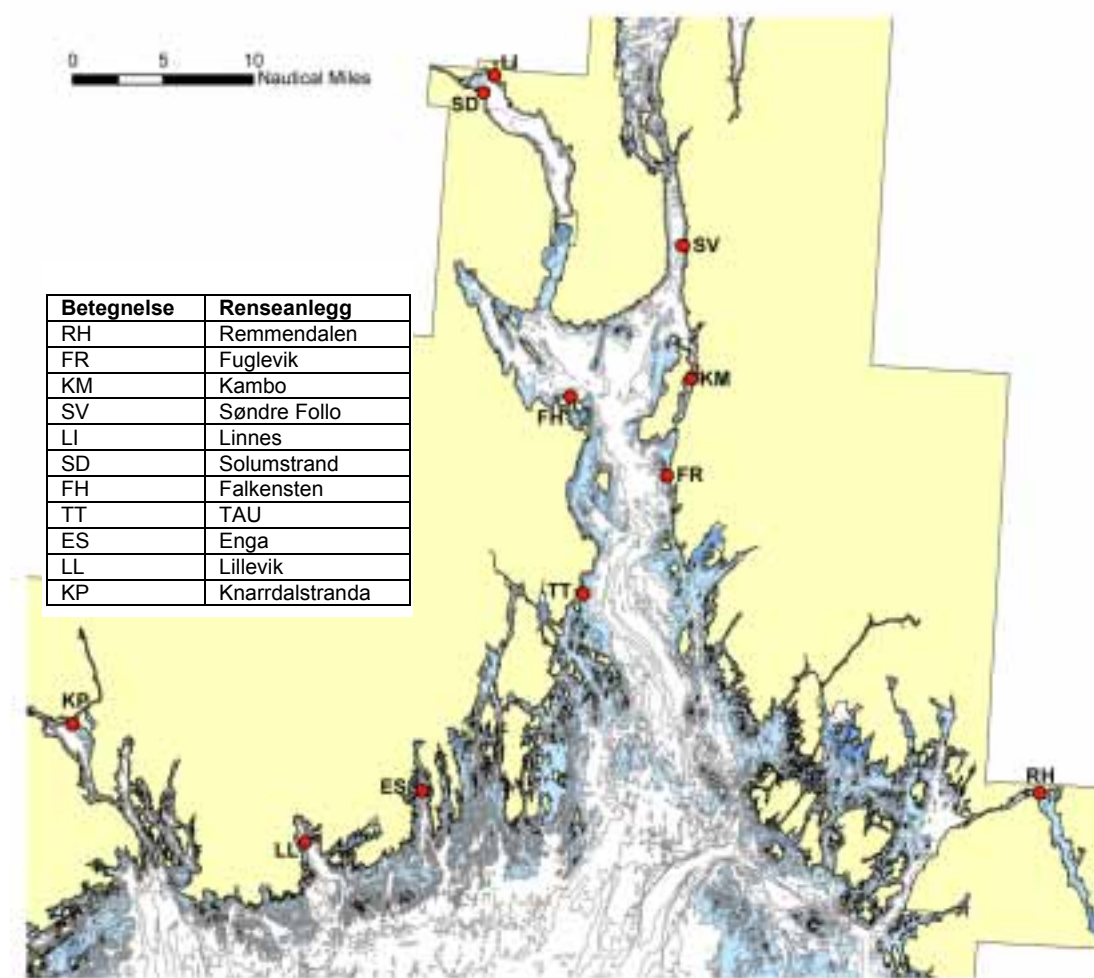 0 5 10
Nautical Miles
LI
SD
SV
Betegnelse Renseanlegg
RH Remmendalen
FR Fuglevik
KM Kambo
SV Søndre Follo
LI Linnes
SD Solumstrand
FH Falkensten
TT TAU
ES Enga
LL Lillevik
KP Knarrdalstranda
KM
FH
FR
TT
KP
ES
RH
LL